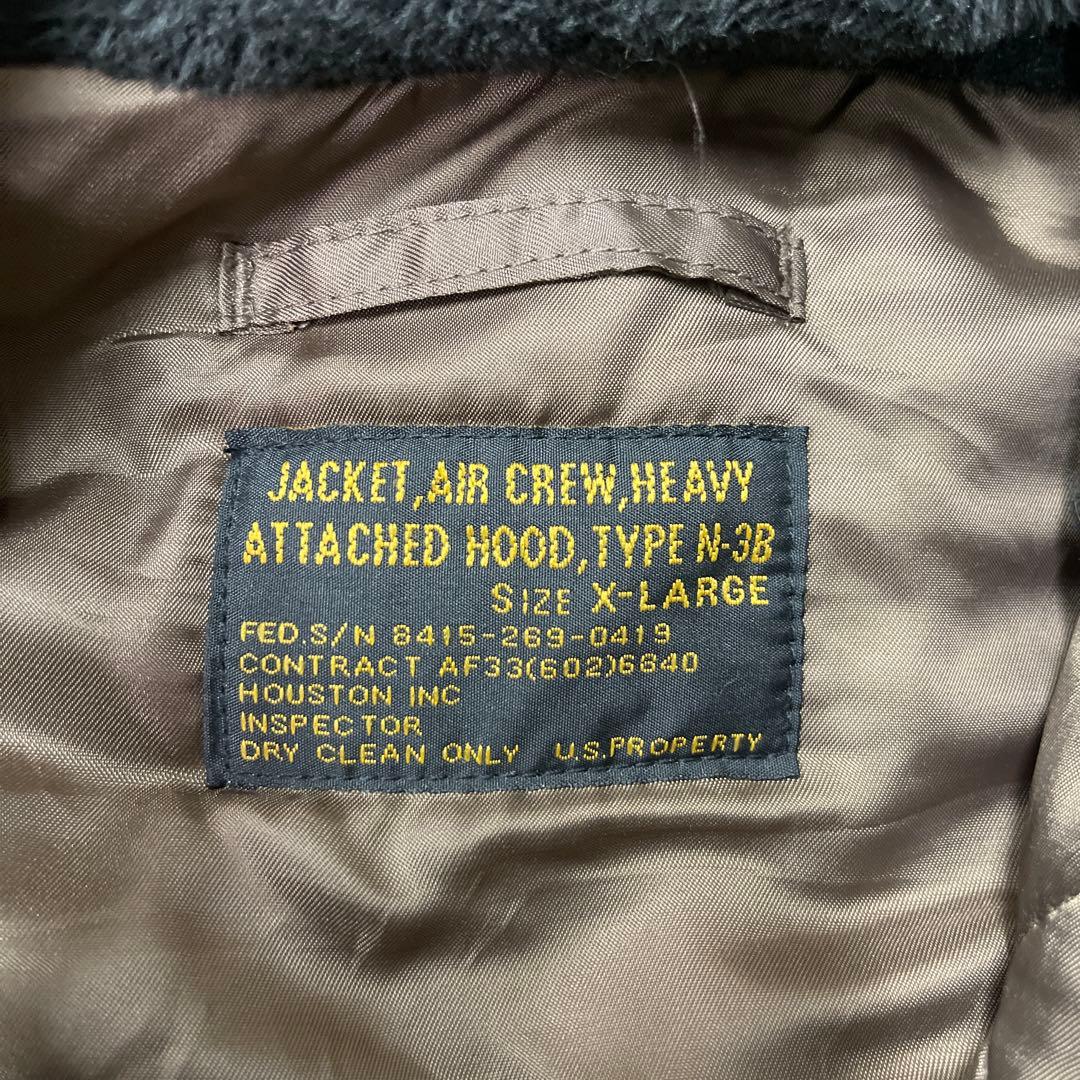 JACKET,AIR CREW,HEAVY
ATTACHED HOOD,TYPE N-3B
SIZE X-LARGE
FED.S/N 8415-269-0419
CONTRACT AF33(602)6640
HOUSTON INC
INSPECTOR
DRY CLEAN ONLY U.S.PROPERTY